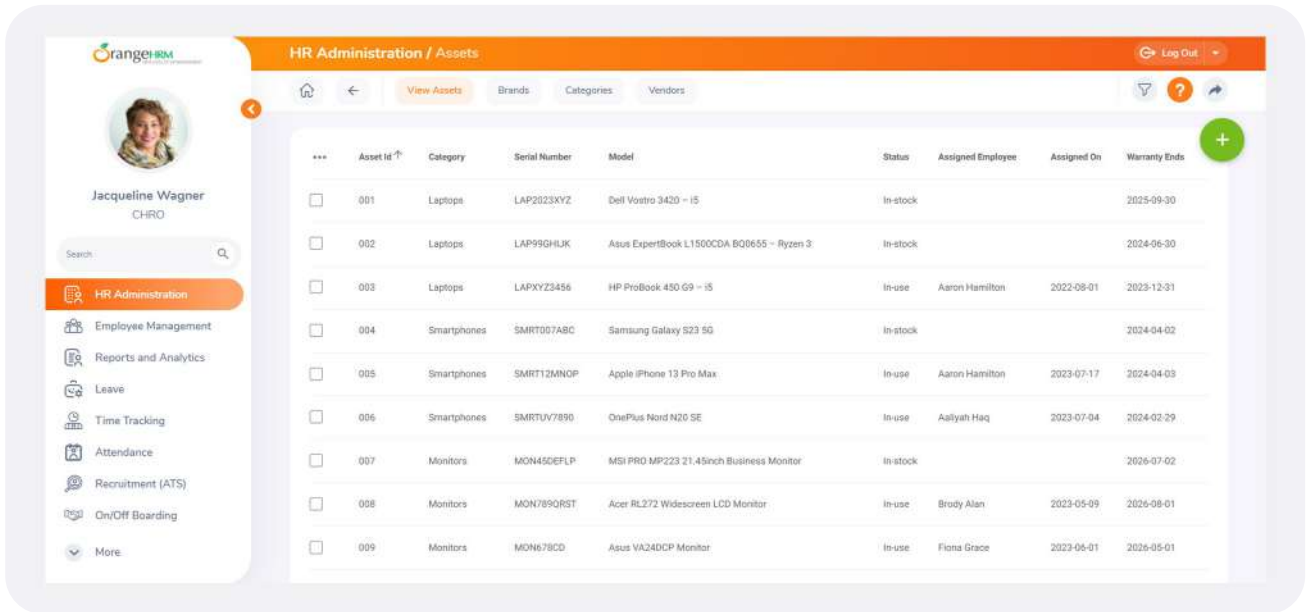 OrangeHRM
HR Administration / Assets
Log Out
View Assets Brands Categories Vendors
?
Jacqueline Wagner
CHRO
Search
HR Administration
Employee Management
Reports and Analytics
Leave
Time Tracking
Attendance
Recruitment (ATS)
On/Off Boarding
More
Asset Id Category Serial Number Model Status Assigned Employee Assigned On Warranty Ends
001 Laptops LAP2023XYZ Dell Vostro 3420 – i5 In-stock 2025-09-30
002 Laptops LAP99GHIJK Asus ExpertBook L1500CDA BQ0655 – Ryzen 3 In-stock 2024-06-30
003 Laptops LAPXYZ3456 HP ProBook 450 G9 – i5 In-use Aaron Hamilton 2022-08-01 2023-12-31
004 Smartphones SMRT007ABC Samsung Galaxy S23 5G In-stock 2024-04-02
005 Smartphones SMRT12MNOP Apple iPhone 13 Pro Max In-use Aaron Hamilton 2023-07-17 2024-04-03
006 Smartphones SMRTUV7890 OnePlus Nord N20 SE In-use Aaliyah Haq 2023-07-04 2024-02-29
007 Monitors MON45DEFLP MSI PRO MP223 21.45inch Business Monitor In-stock 2026-07-02
008 Monitors MON789QRST Acer RL272 Widescreen LCD Monitor In-use Brody Alan 2023-05-09 2026-08-01
009 Monitors MON678CD Asus VA24DCP Monitor In-use Fiona Grace 2023-06-01 2026-05-01